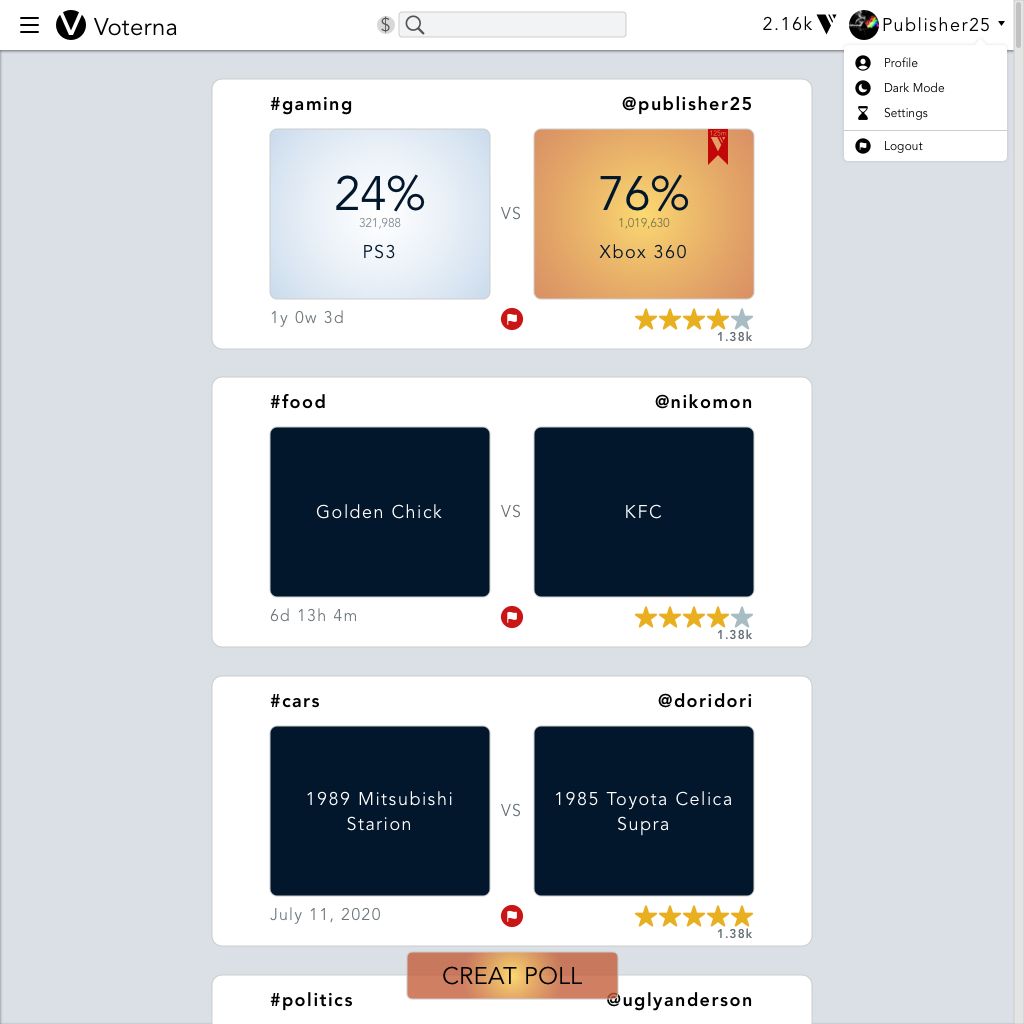 Voterna
$
2.16k
Publisher25
Profile
Dark Mode
Settings
Logout
#gaming
@publisher25
24%
321,988
PS3
VS
125m
76%
1,019,630
Xbox 360
1y 0w 3d
1.38k
#food
@nikomon
Golden Chick
VS
KFC
6d 13h 4m
1.38k
#cars
@doridori
1989 Mitsubishi
Starion
VS
1985 Toyota Celica
Supra
July 11, 2020
1.38k
CREAT POLL
#politics
@uglyanderson